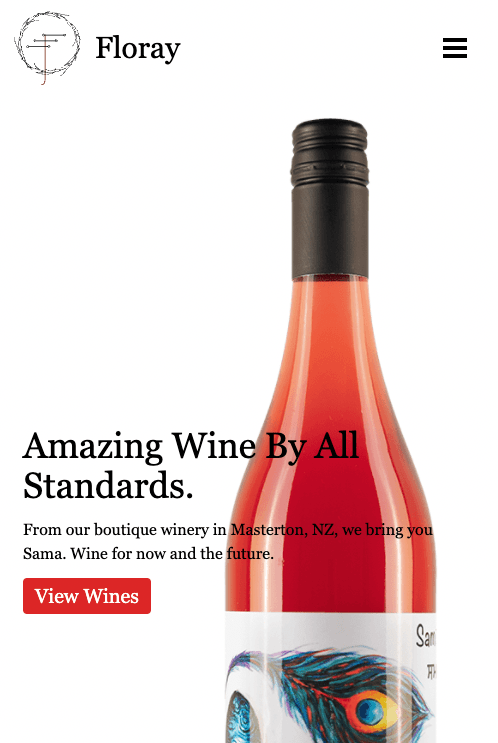 Floray
Amazing Wine By All
Standards.
From our boutique winery in Masterton, NZ, we bring you
Sama. Wine for now and the future.
View Wines